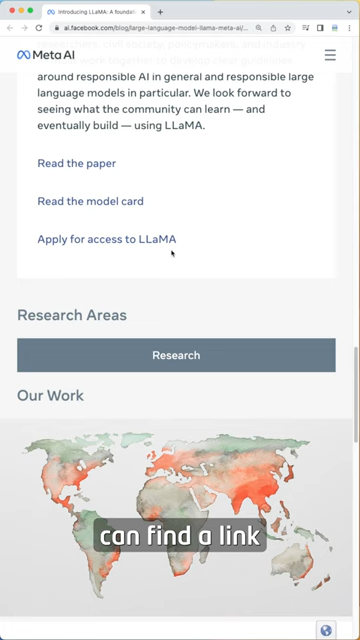 Introducing LLaMA: A founda
ai.facebook.com/blog/large-language-model-llama-meta-ai/
Meta AI
around responsible AI in general and responsible large
language models in particular. We look forward to
seeing what the community can learn — and
eventually build — using LLaMA.
Read the paper
Read the model card
Apply for access to LLaMA
Research Areas
Research
Our Work
can find a link